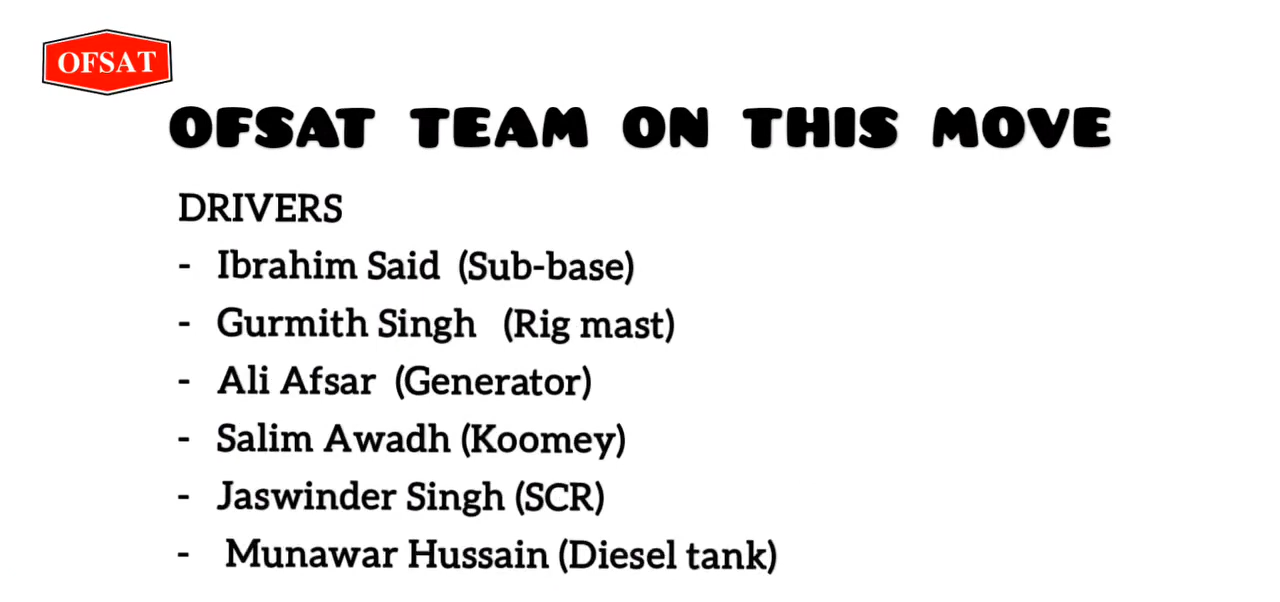 OFSAT
OFSAT TEAM ON THIS MOVE
DRIVERS
- Ibrahim Said (Sub-base)
- Gurmith Singh (Rig mast)
- Ali Afsar (Generator)
- Salim Awadh (Koomey)
- Jaswinder Singh (SCR)
- Munawar Hussain (Diesel tank)